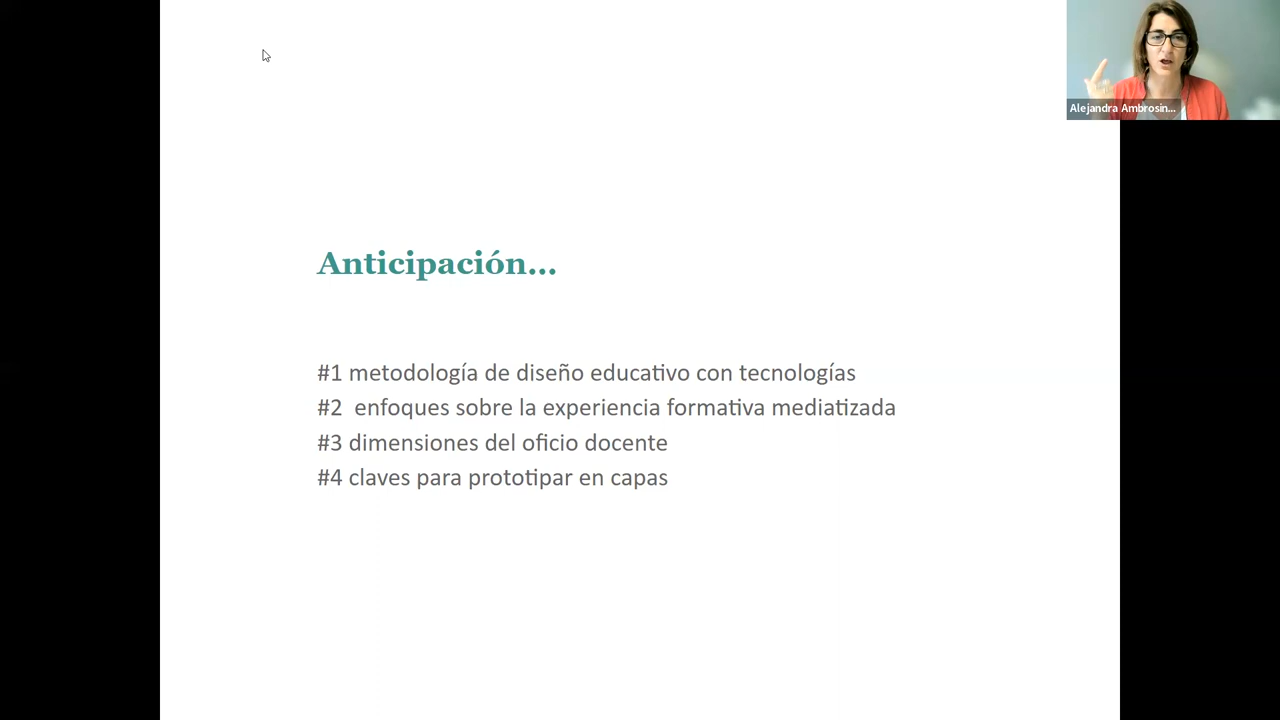 Alejandra Ambrosin...
Anticipación...
#1 metodología de diseño educativo con tecnologías
#2 enfoques sobre la experiencia formativa mediatizada
#3 dimensiones del oficio docente
#4 claves para prototipar en capas